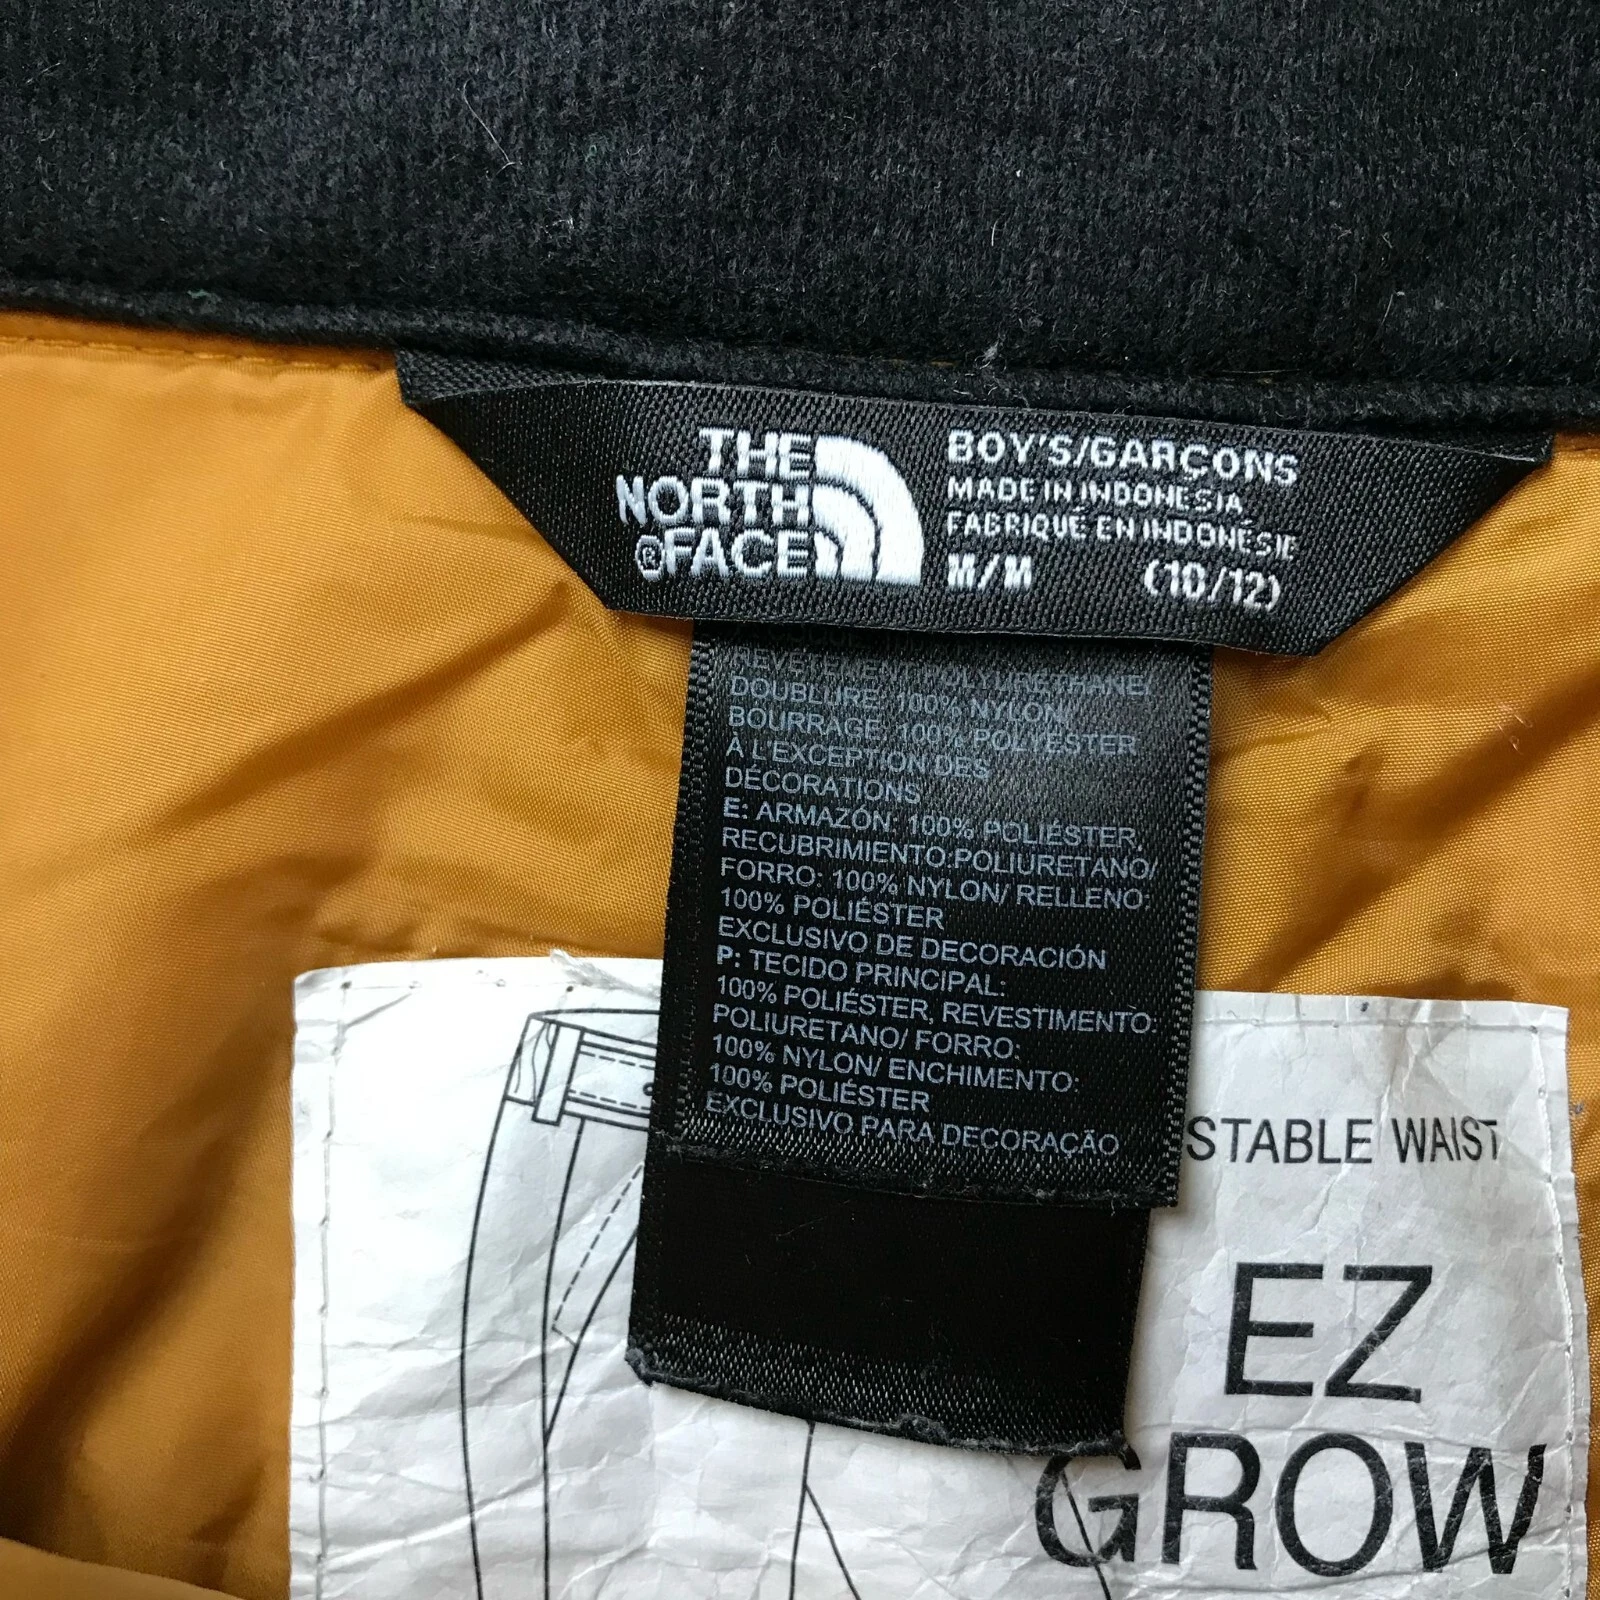 THE
NORTH
®FACE
BOY'S/GARÇONS
MADE IN INDONESIA
FABRIQUÉ EN INDONÉSIE
M/M (10/12)
REVÊTEMENT: POLYURETHANE/
DOUBLURE: 100% NYLON/
BOURRAGE: 100% POLYESTER
À L'EXCEPTION DES
DÉCORATIONS
E: ARMAZÓN: 100% POLIÉSTER,
RECUBRIMIENTO:POLIURETANO/
FORRO: 100% NYLON/ RELLENO:
100% POLIÉSTER
EXCLUSIVO DE DECORACIÓN
P: TECIDO PRINCIPAL:
100% POLIÉSTER, REVESTIMENTO:
POLIURETANO/ FORRO:
100% NYLON/ ENCHIMENTO:
100% POLIÉSTER
EXCLUSIVO PARA DECORAÇÃO
STABLE WAIST
EZ
GROW